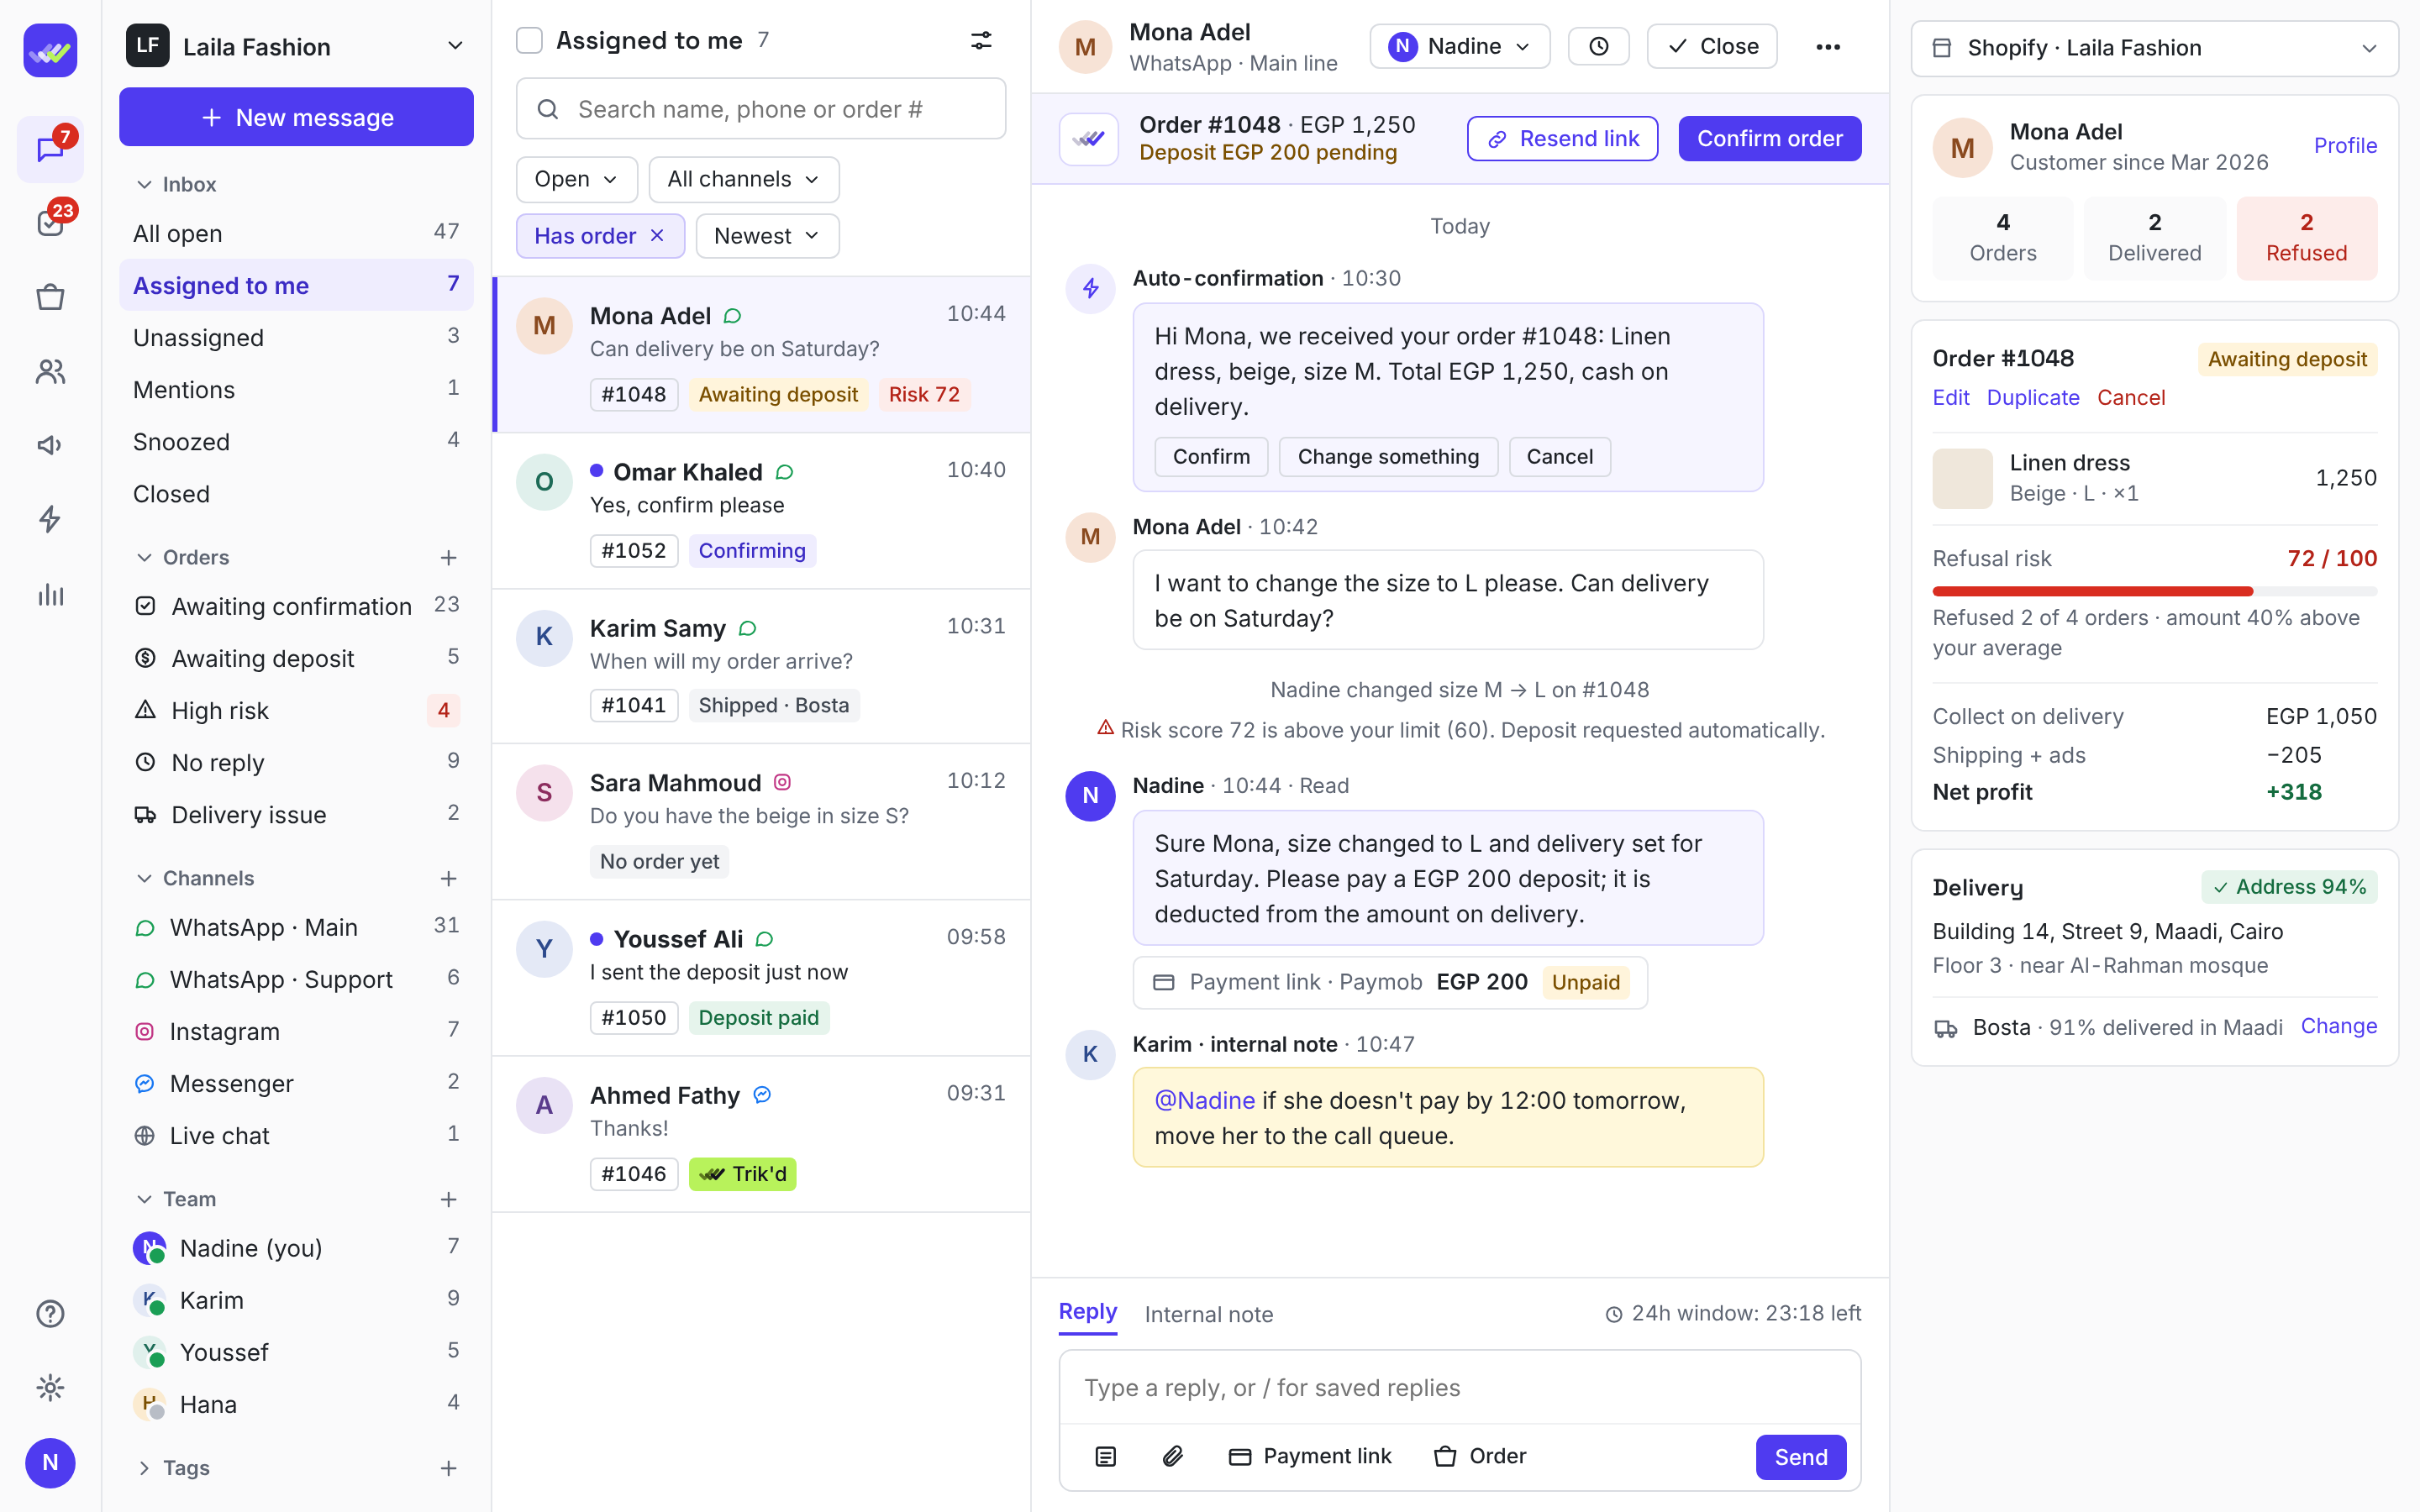 LF Laila Fashion
New message
7
23
Inbox
All open 47
Assigned to me 7
Unassigned 3
Mentions 1
Snoozed 4
Closed
Orders
Awaiting confirmation 23
Awaiting deposit 5
High risk 4
No reply 9
Delivery issue 2
Channels
WhatsApp · Main 31
WhatsApp · Support 6
Instagram 7
Messenger 2
Live chat 1
Team
Nadine (you) 7
K Karim 9
Y Youssef 5
H Hana 4
Tags
N
Assigned to me 7
Search name, phone or order #
Open
All channels
Has order
Newest
M Mona Adel 10:44
Can delivery be on Saturday?
#1048 Awaiting deposit Risk 72
O Omar Khaled 10:40
Yes, confirm please
#1052 Confirming
K Karim Samy 10:31
When will my order arrive?
#1041 Shipped · Bosta
S Sara Mahmoud 10:12
Do you have the beige in size S?
No order yet
Y Youssef Ali 09:58
I sent the deposit just now
#1050 Deposit paid
A Ahmed Fathy 09:31
Thanks!
#1046 Trik'd
M Mona Adel
WhatsApp · Main line
N Nadine
Close
Order #1048 · EGP 1,250
Deposit EGP 200 pending
Resend link
Confirm order
Today
Auto-confirmation · 10:30
Hi Mona, we received your order #1048: Linen
dress, beige, size M. Total EGP 1,250, cash on
delivery.
Confirm Change something Cancel
M Mona Adel · 10:42
I want to change the size to L please. Can delivery
be on Saturday?
Nadine changed size M → L on #1048
Risk score 72 is above your limit (60). Deposit requested automatically.
N Nadine · 10:44 · Read
Sure Mona, size changed to L and delivery set for
Saturday. Please pay a EGP 200 deposit; it is
deducted from the amount on delivery.
Payment link · Paymob EGP 200 Unpaid
K Karim · internal note · 10:47
@Nadine if she doesn't pay by 12:00 tomorrow,
move her to the call queue.
Reply Internal note 24h window: 23:18 left
Type a reply, or / for saved replies
Payment link Order Send
Shopify · Laila Fashion
M Mona Adel
Customer since Mar 2026
Profile
4 Orders
2 Delivered
2 Refused
Order #1048 Awaiting deposit
Edit Duplicate Cancel
Linen dress
Beige · L · ×1
1,250
Refusal risk 72 / 100
Refused 2 of 4 orders · amount 40% above
your average
Collect on delivery EGP 1,050
Shipping + ads −205
Net profit +318
Delivery Address 94%
Building 14, Street 9, Maadi, Cairo
Floor 3 · near Al-Rahman mosque
Bosta · 91% delivered in Maadi Change